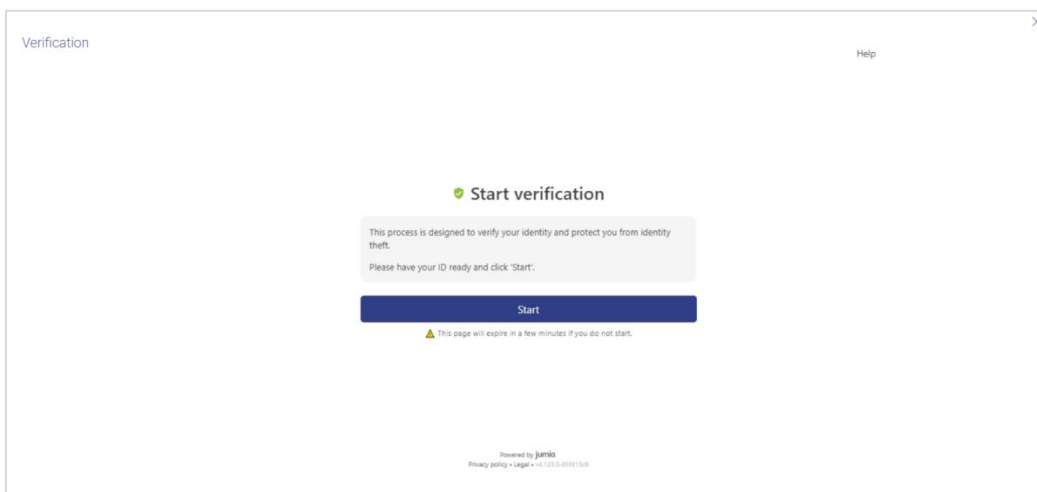 Verification
Help
Start verification
This process is designed to verify your identity and protect you from identity
theft.
Please have your ID ready and click 'Start'.
Start
This page will expire in a few minutes if you do not start.
Powered by jumio
Privacy policy • Legal •